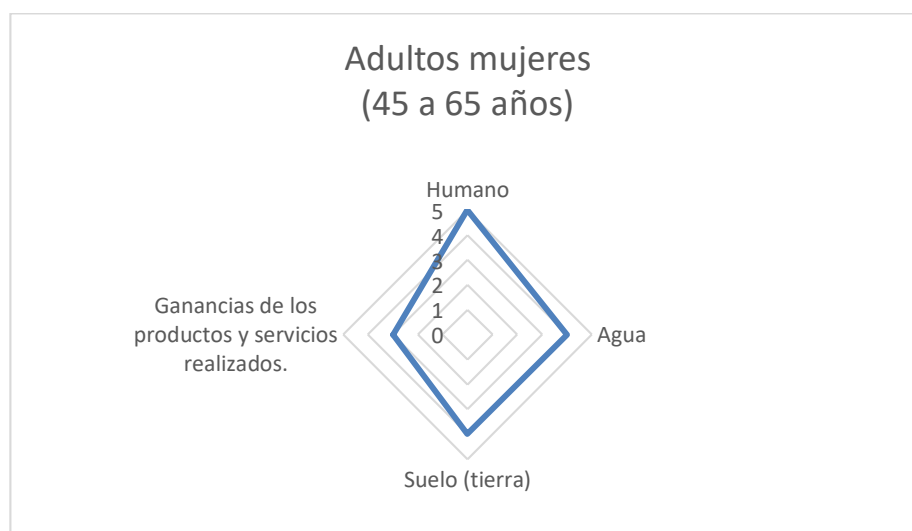 Adultos mujeres
(45 a 65 años)
Humano
5
4
3
2
1
0
Ganancias de los
productos y servicios
realizados.
Agua
Suelo (tierra)